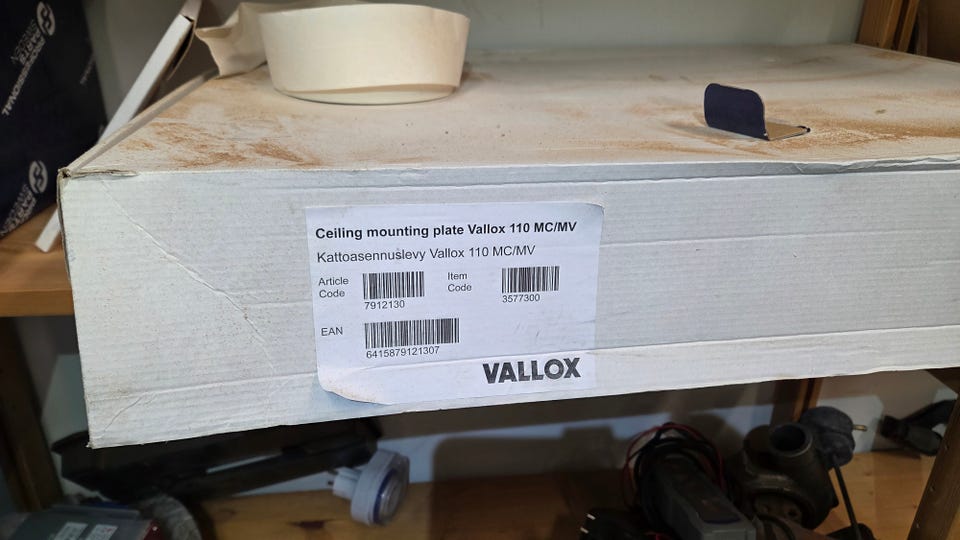 Ceiling mounting plate Vallox 110 MC/MV
Kattoasennuslevy Vallox 110 MC/MV
Article Code
7912130
Item Code
3577300
EAN
6415879121307
VALLOX